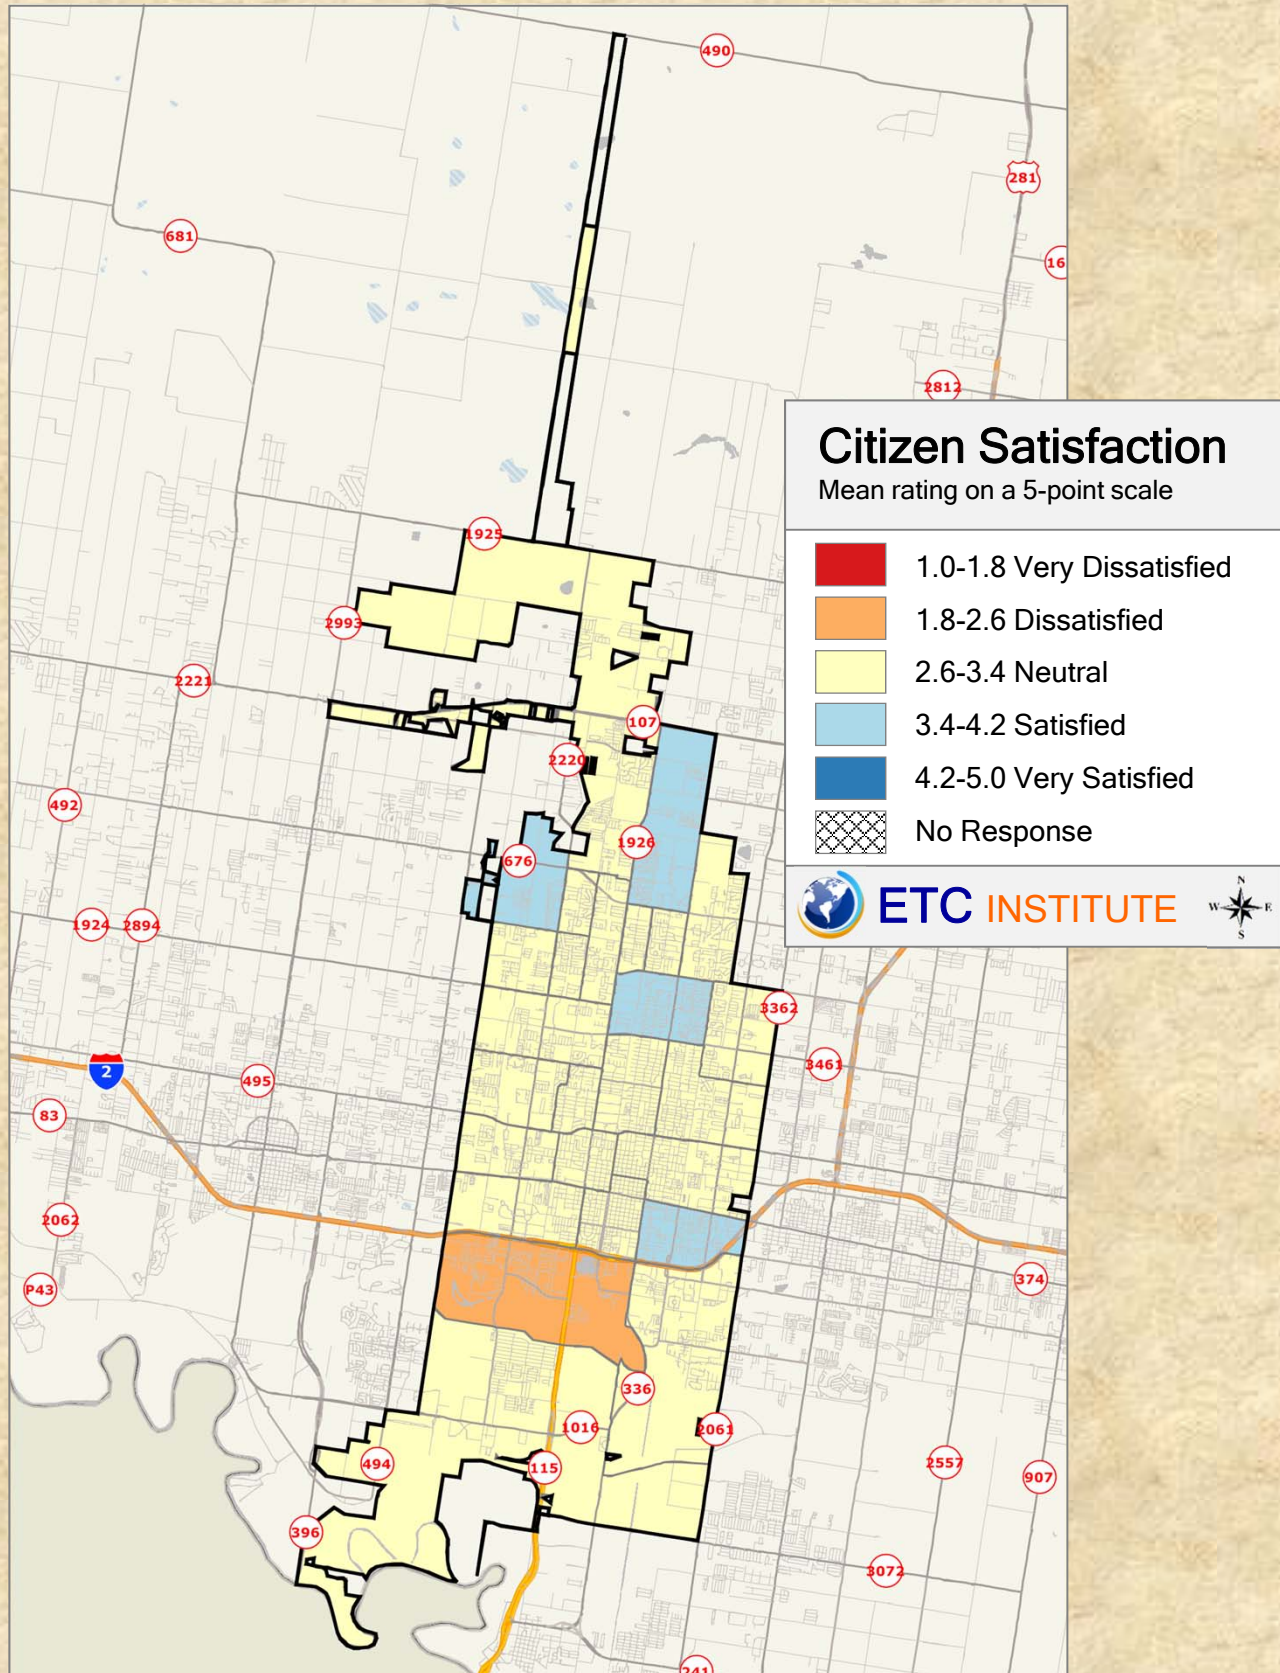 490
281
681
16
2812
Citizen Satisfaction
Mean rating on a 5-point scale
1.0-1.8 Very Dissatisfied
1.8-2.6 Dissatisfied
2.6-3.4 Neutral
3.4-4.2 Satisfied
4.2-5.0 Very Satisfied
No Response
ETC INSTITUTE
N
W E
S
1925
2993
2221
107
2220
492
1926
676
1924 2894
3362
3461
2
495
83
2062
P43
374
336
1016
2061
494
115
2557
907
396
3072
241